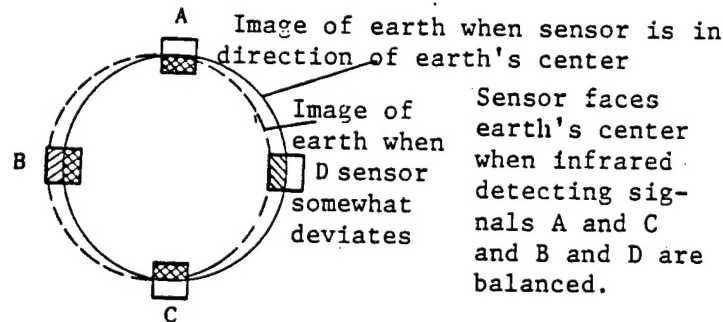 A
Image of earth when sensor is in
direction of earth's center
Image of
earth when
D sensor
somewhat
deviates
Sensor faces
earth's center
when infrared
detecting sig-
nals A and C
and B and D are
balanced.
B
C